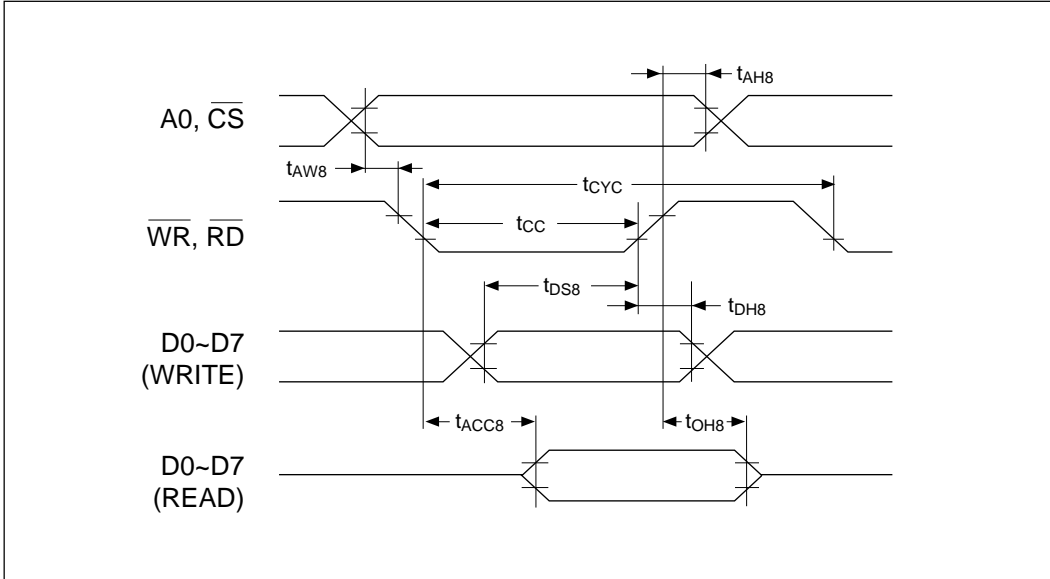 tAH8
A0, CS
tAW8
tCYC
WR, RD
tCC
tDS8
tDH8
D0~D7
(WRITE)
tACC8
tOH8
D0~D7
(READ)